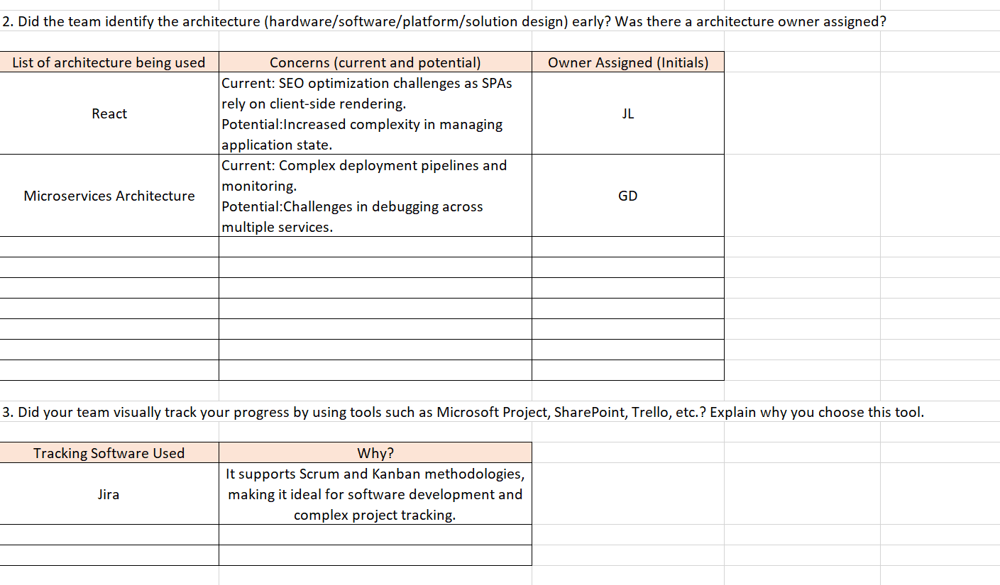 2. Did the team identify the architecture (hardware/software/platform/solution design) early? Was there a architecture owner assigned?
List of architecture being used
Concerns (current and potential)
Owner Assigned (Initials)
React
Current: SEO optimization challenges as SPAs
rely on client-side rendering.
Potential:Increased complexity in managing
application state.
JL
Microservices Architecture
Current: Complex deployment pipelines and
monitoring.
Potential:Challenges in debugging across
multiple services.
GD
3. Did your team visually track your progress by using tools such as Microsoft Project, SharePoint, Trello, etc.? Explain why you choose this tool.
Tracking Software Used
Why?
Jira
It supports Scrum and Kanban methodologies,
making it ideal for software development and
complex project tracking.